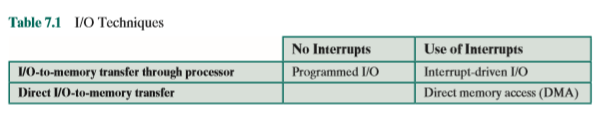 Table 7.1 I/O Techniques
No Interrupts Use of Interrupts
I/O-to-memory transfer through processor Programmed I/O Interrupt-driven I/O
Direct I/O-to-memory transfer Direct memory access (DMA)